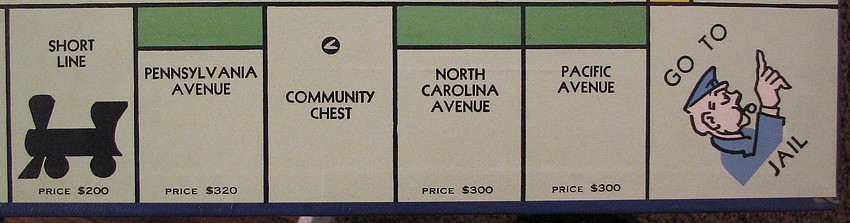 SHORT
LINE
PRICE $200
PENNSYLVANIA
AVENUE
PRICE $320
COMMUNITY
CHEST
NORTH
CAROLINA
AVENUE
PRICE $300
PACIFIC
AVENUE
PRICE $300
GO TO
JAIL